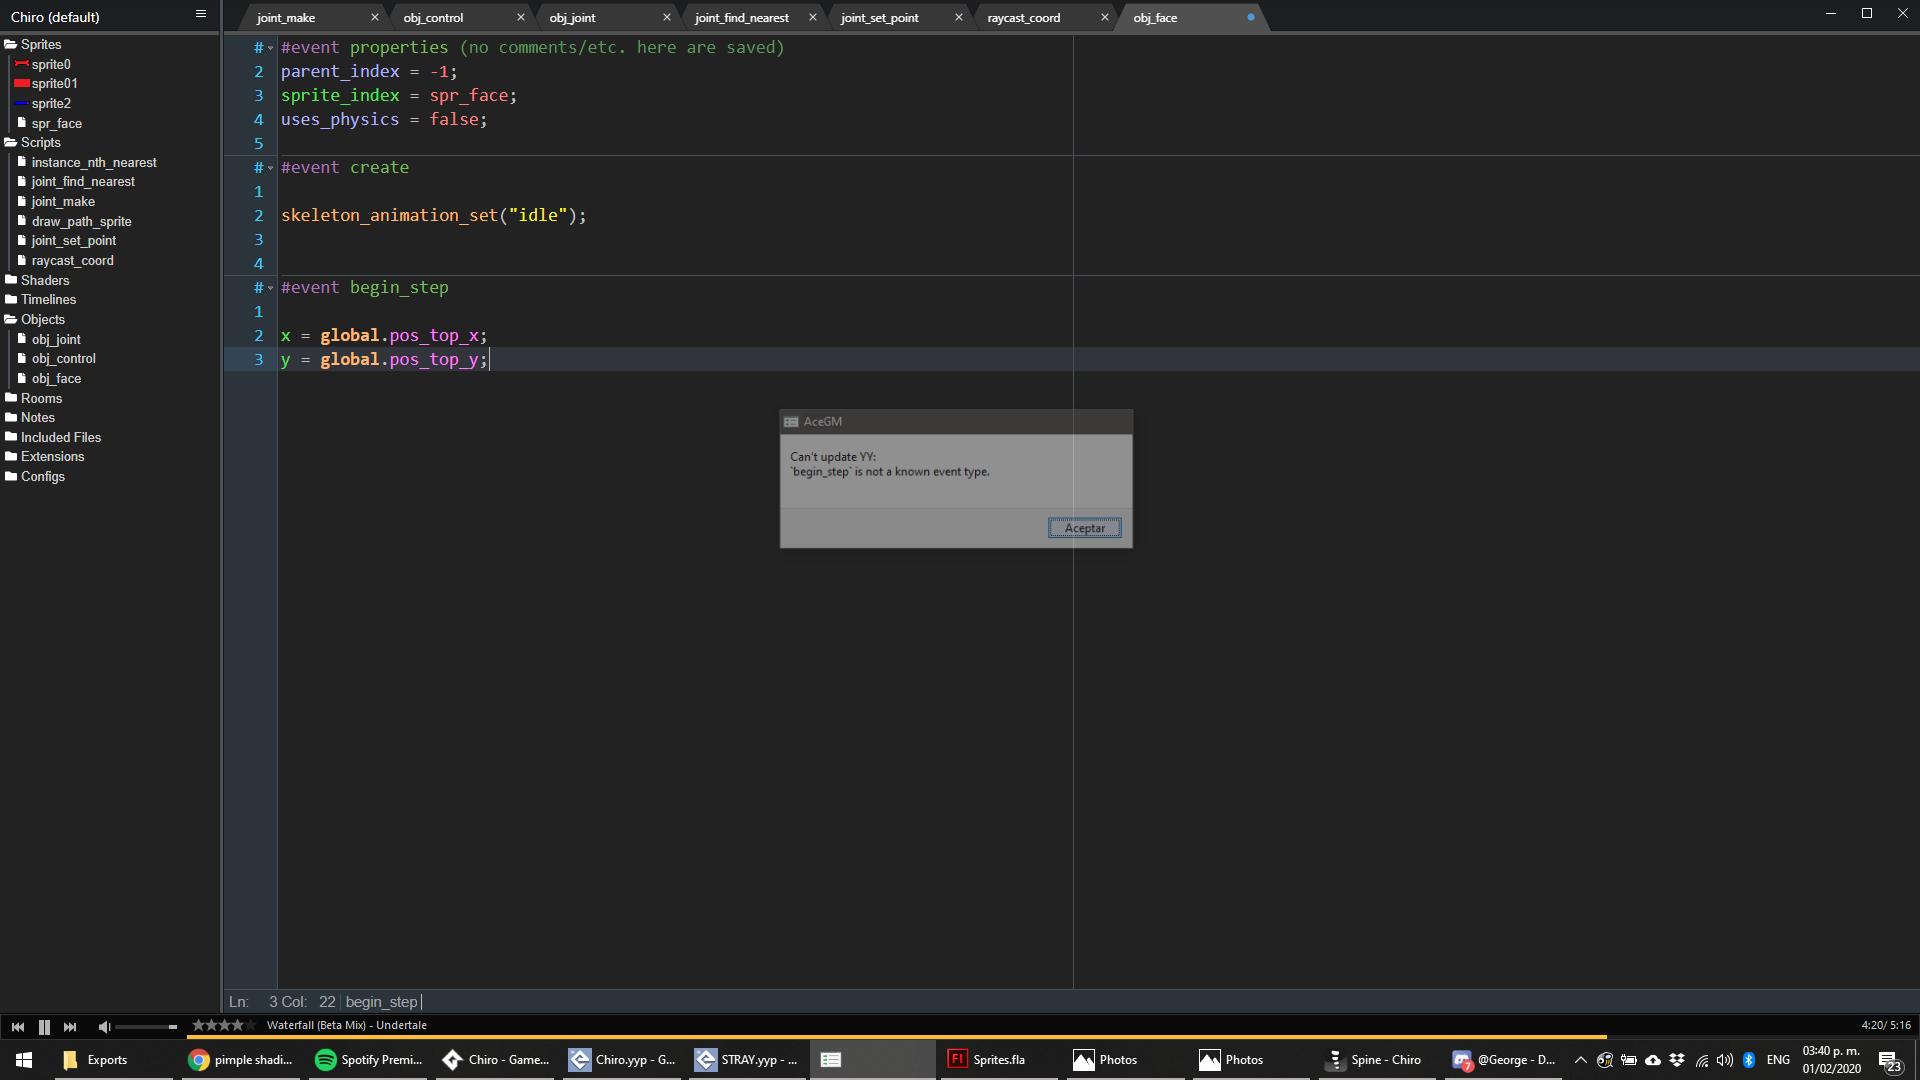 Chiro (default)
joint_make
obj_control
obj_joint
joint_find_nearest
joint_set_point
raycast_coord
obj_face
Sprites
sprite0
sprite01
sprite2
spr_face
Scripts
instance_nth_nearest
joint_find_nearest
joint_make
draw_path_sprite
joint_set_point
raycast_coord
Shaders
Timelines
Objects
obj_joint
obj_control
obj_face
Rooms
Notes
Included Files
Extensions
Configs
# #event properties (no comments/etc. here are saved)
2 parent_index = -1;
3 sprite_index = spr_face;
4 uses_physics = false;
5
# #event create
1
2 skeleton_animation_set("idle");
3
4
# #event begin_step
1
2 x = global.pos_top_x;
3 y = global.pos_top_y;
AceGM
Can't update YY:
`begin_step` is not a known event type.
Aceptar
Ln: 3 Col: 22 begin_step
Waterfall (Beta Mix) - Undertale
4:20/ 5:16
Exports
pimple shadi...
Spotify Premi...
Chiro - Game...
Chiro.yyp - G...
STRAY.yyp - ...
Fl Sprites.fla
Photos
Photos
Spine - Chiro
7 @George - D...
ENG
03:40 p. m.
01/02/2020
23